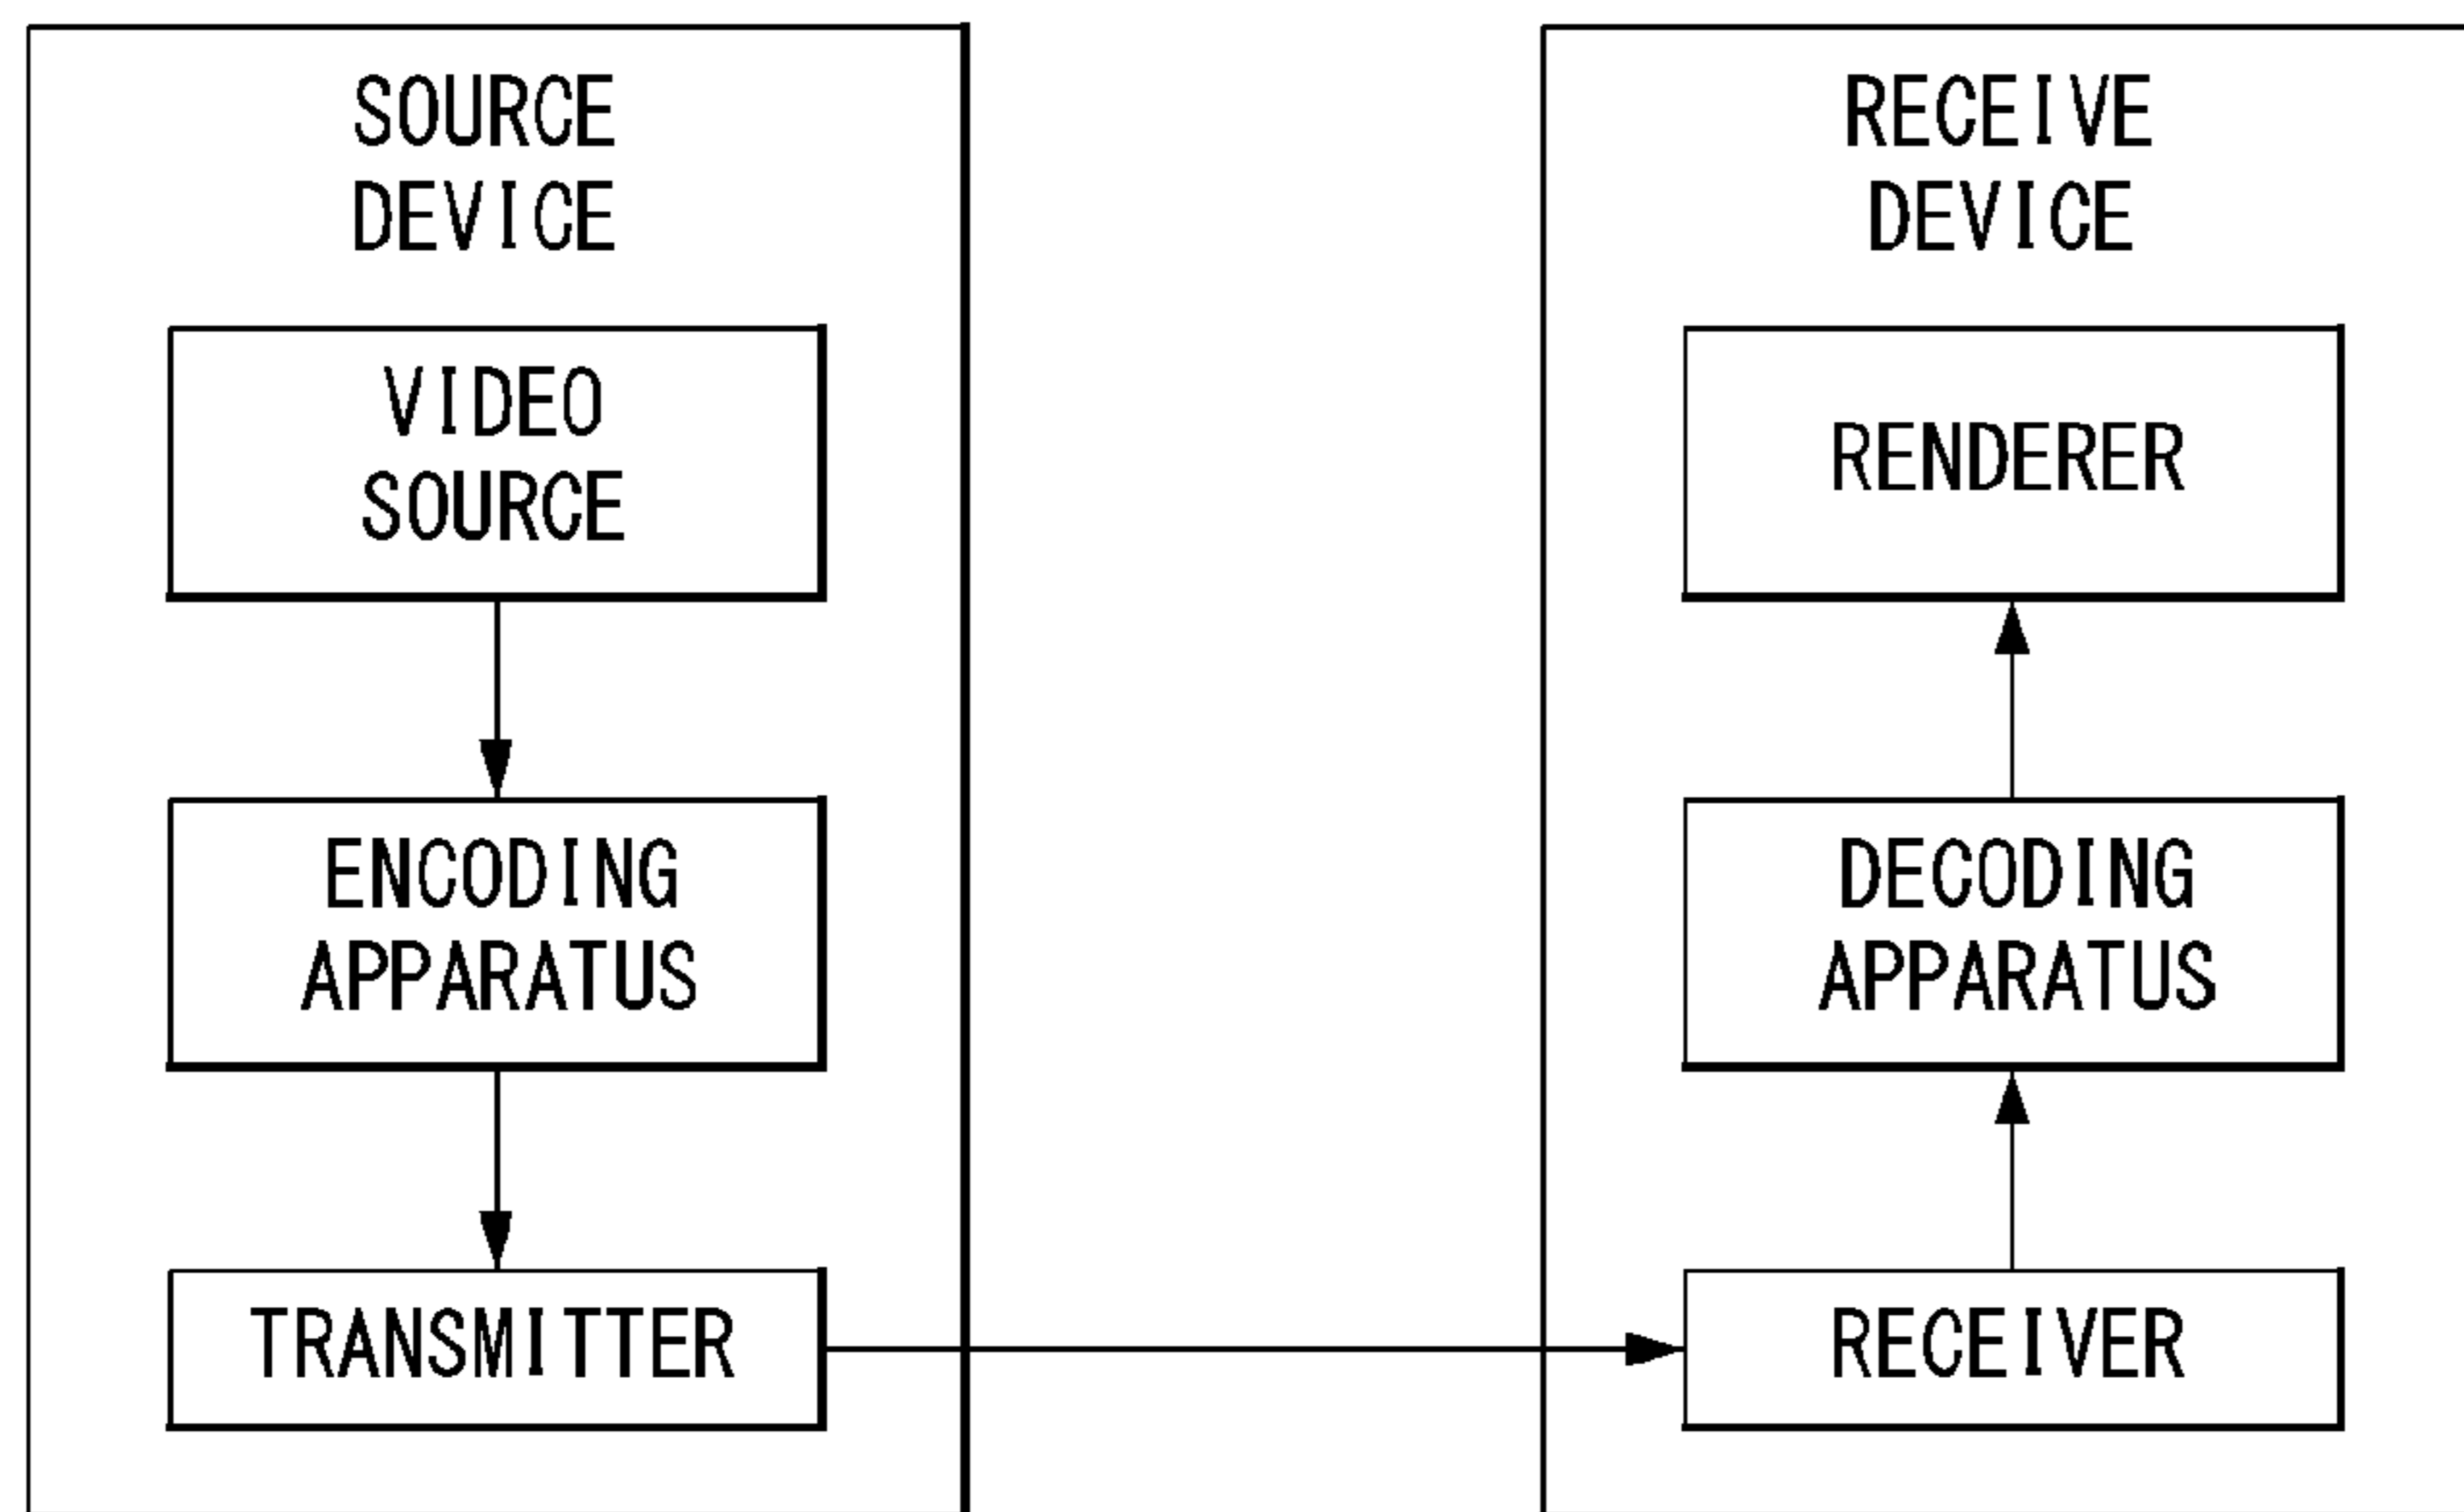 SOURCE
DEVICE
VIDEO
SOURCE
ENCODING
APPARATUS
TRANSMITTER
RECEIVE
DEVICE
RENDERER
DECODING
APPARATUS
RECEIVER